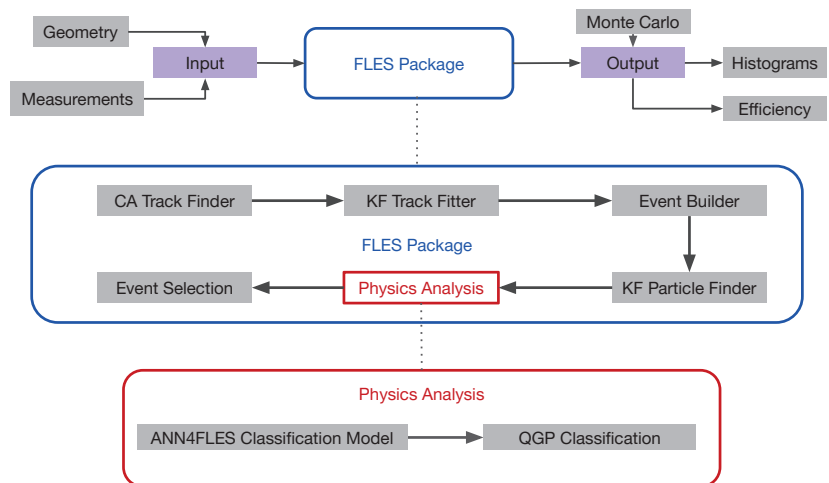 Geometry
Measurements
Input
FLES Package
Monte Carlo
Output
Histograms
Efficiency
CA Track Finder
KF Track Fitter
Event Builder
FLES Package
Event Selection
Physics Analysis
KF Particle Finder
Physics Analysis
ANN4FLES Classification Model
QGP Classification